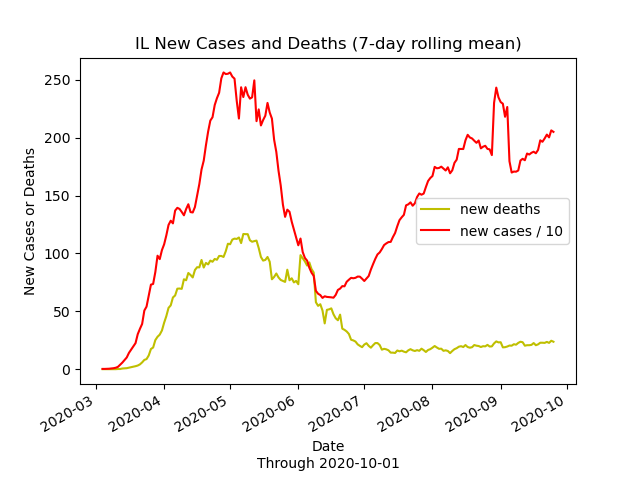 IL New Cases and Deaths (7-day rolling mean)
New Cases or Deaths
250
200
150
100
50
0
new deaths
new cases / 10
2020-03
2020-04
2020-05
2020-06
2020-07
2020-08
2020-09
2020-10
Date
Through 2020-10-01